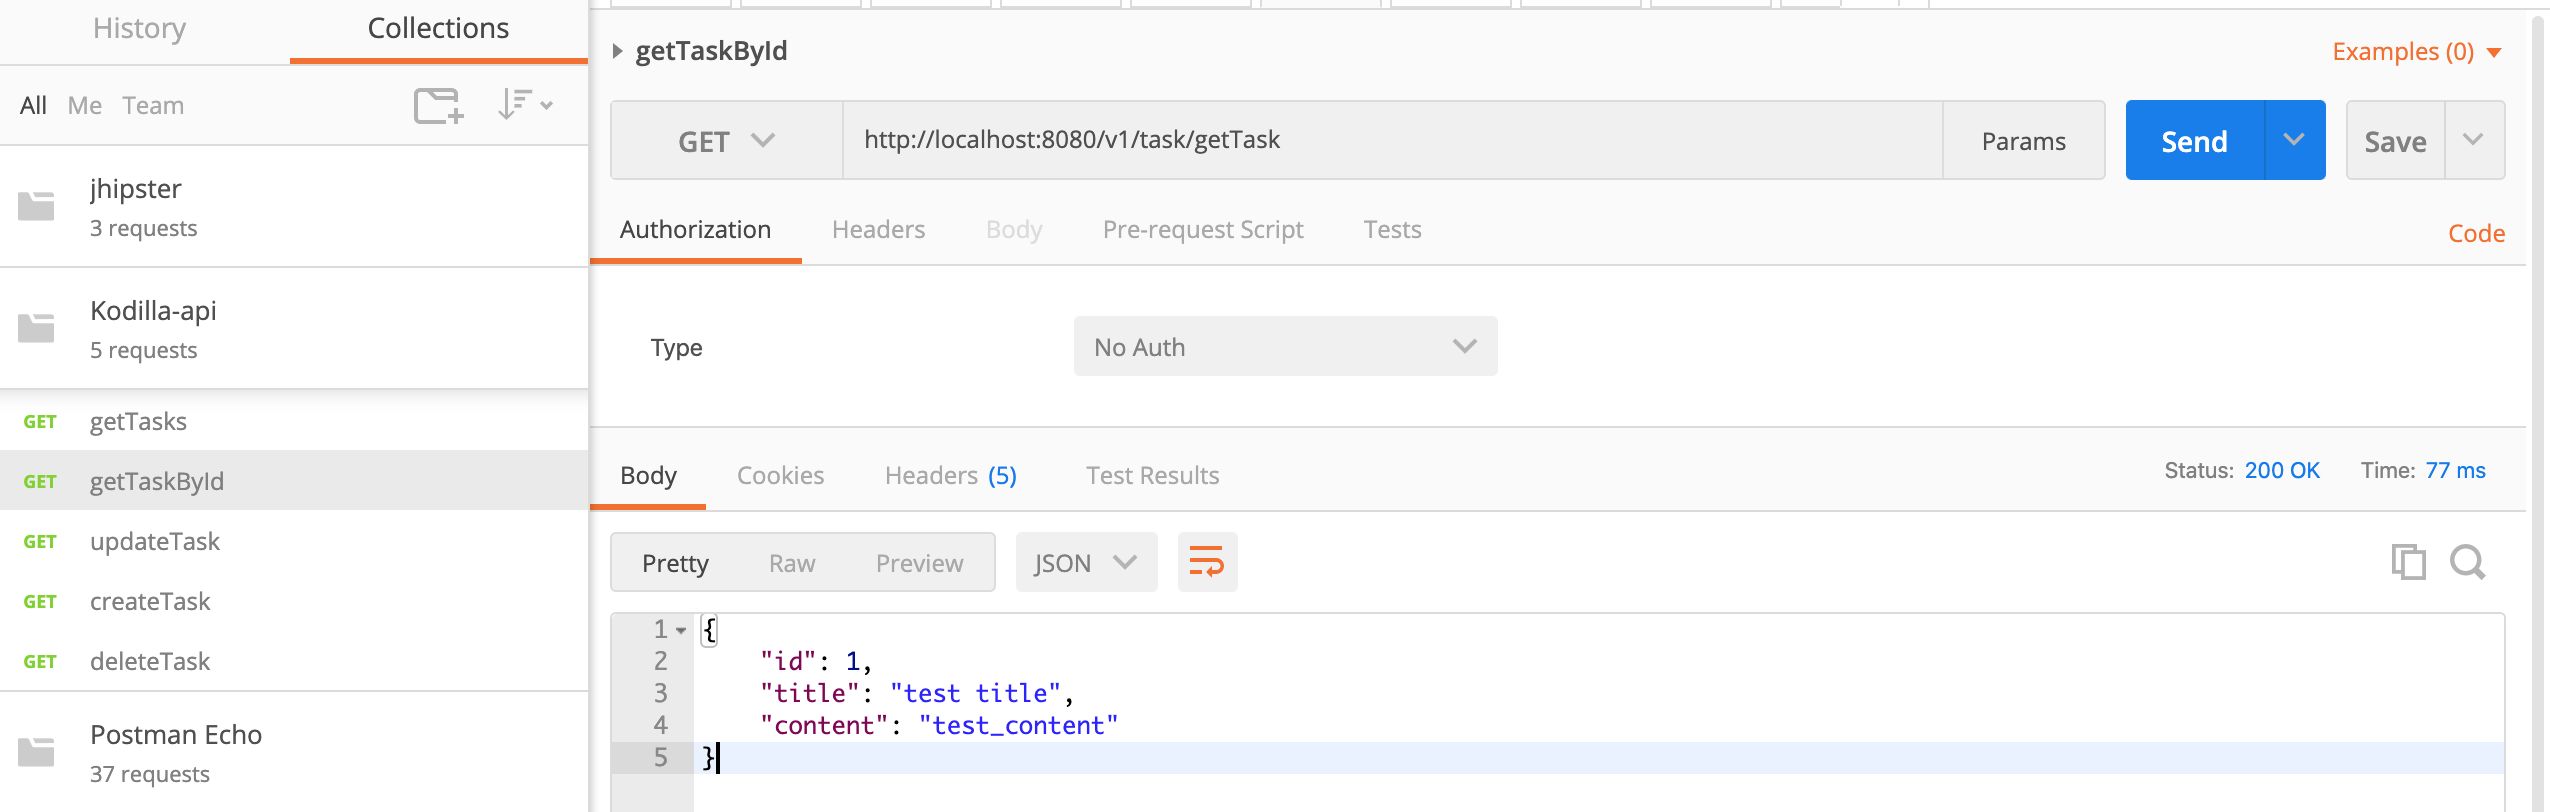 History Collections
All Me Team
jhipster
3 requests
Kodilla-api
5 requests
GET getTasks
GET getTaskById
GET updateTask
GET createTask
GET deleteTask
Postman Echo
37 requests
getTaskById Examples (0)
GET http://localhost:8080/v1/task/getTask Params Send Save
Authorization Headers Body Pre-request Script Tests Code
Type No Auth
Body Cookies Headers (5) Test Results Status: 200 OK Time: 77 ms
Pretty Raw Preview JSON
1 {
2 "id": 1,
3 "title": "test title",
4 "content": "test_content"
5 }